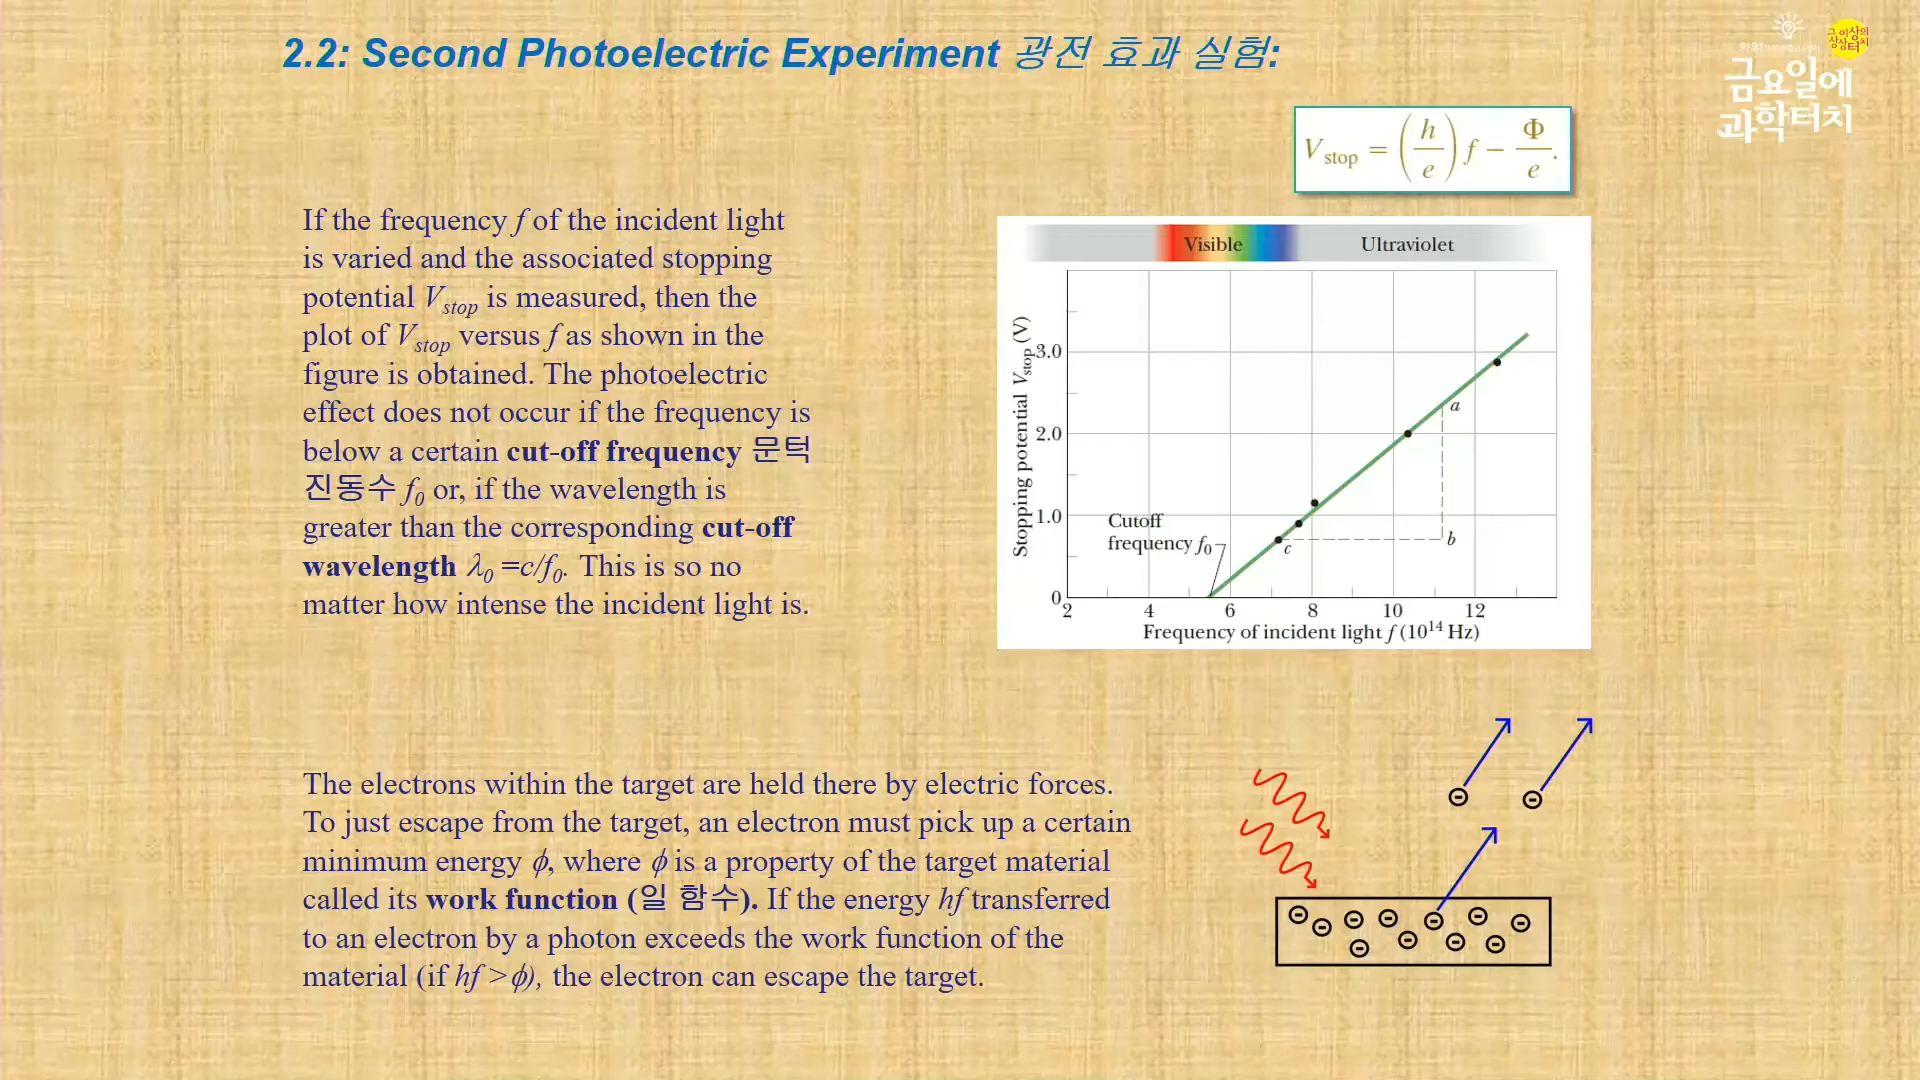 2.2: Second Photoelectric Experiment 광전 효과 실험:
그 이상의
상상터치
금요일에
과학터치
V_stop = (h/e) f − Φ/e.
If the frequency f of the incident light
is varied and the associated stopping
potential V_stop is measured, then the
plot of V_stop versus f as shown in the
figure is obtained. The photoelectric
effect does not occur if the frequency is
below a certain cut-off frequency 문턱
진동수 f_0 or, if the wavelength is
greater than the corresponding cut-off
wavelength λ_0 =c/f_0. This is so no
matter how intense the incident light is.
Visible
Ultraviolet
Stopping potential V_stop (V)
3.0
2.0
1.0
0
a
b
c
Cutoff
frequency f_0
2 4 6 8 10 12
Frequency of incident light f (10^14 Hz)
The electrons within the target are held there by electric forces.
To just escape from the target, an electron must pick up a certain
minimum energy ϕ, where ϕ is a property of the target material
called its work function (일 함수). If the energy hf transferred
to an electron by a photon exceeds the work function of the
material (if hf >ϕ), the electron can escape the target.